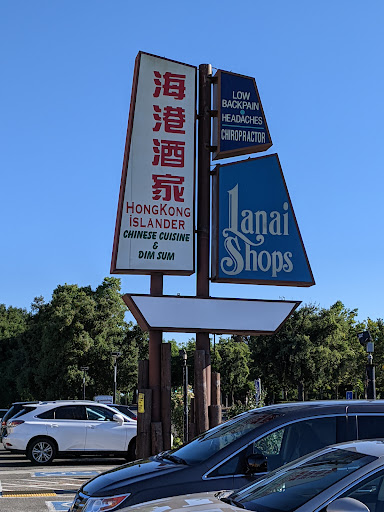 海
港
酒
家
HONGKONG
ISLANDER
CHINESE CUISINE
&
DIM SUM
LOW
BACKPAIN
HEADACHES
CHIROPRACTOR
Lanai
Shops